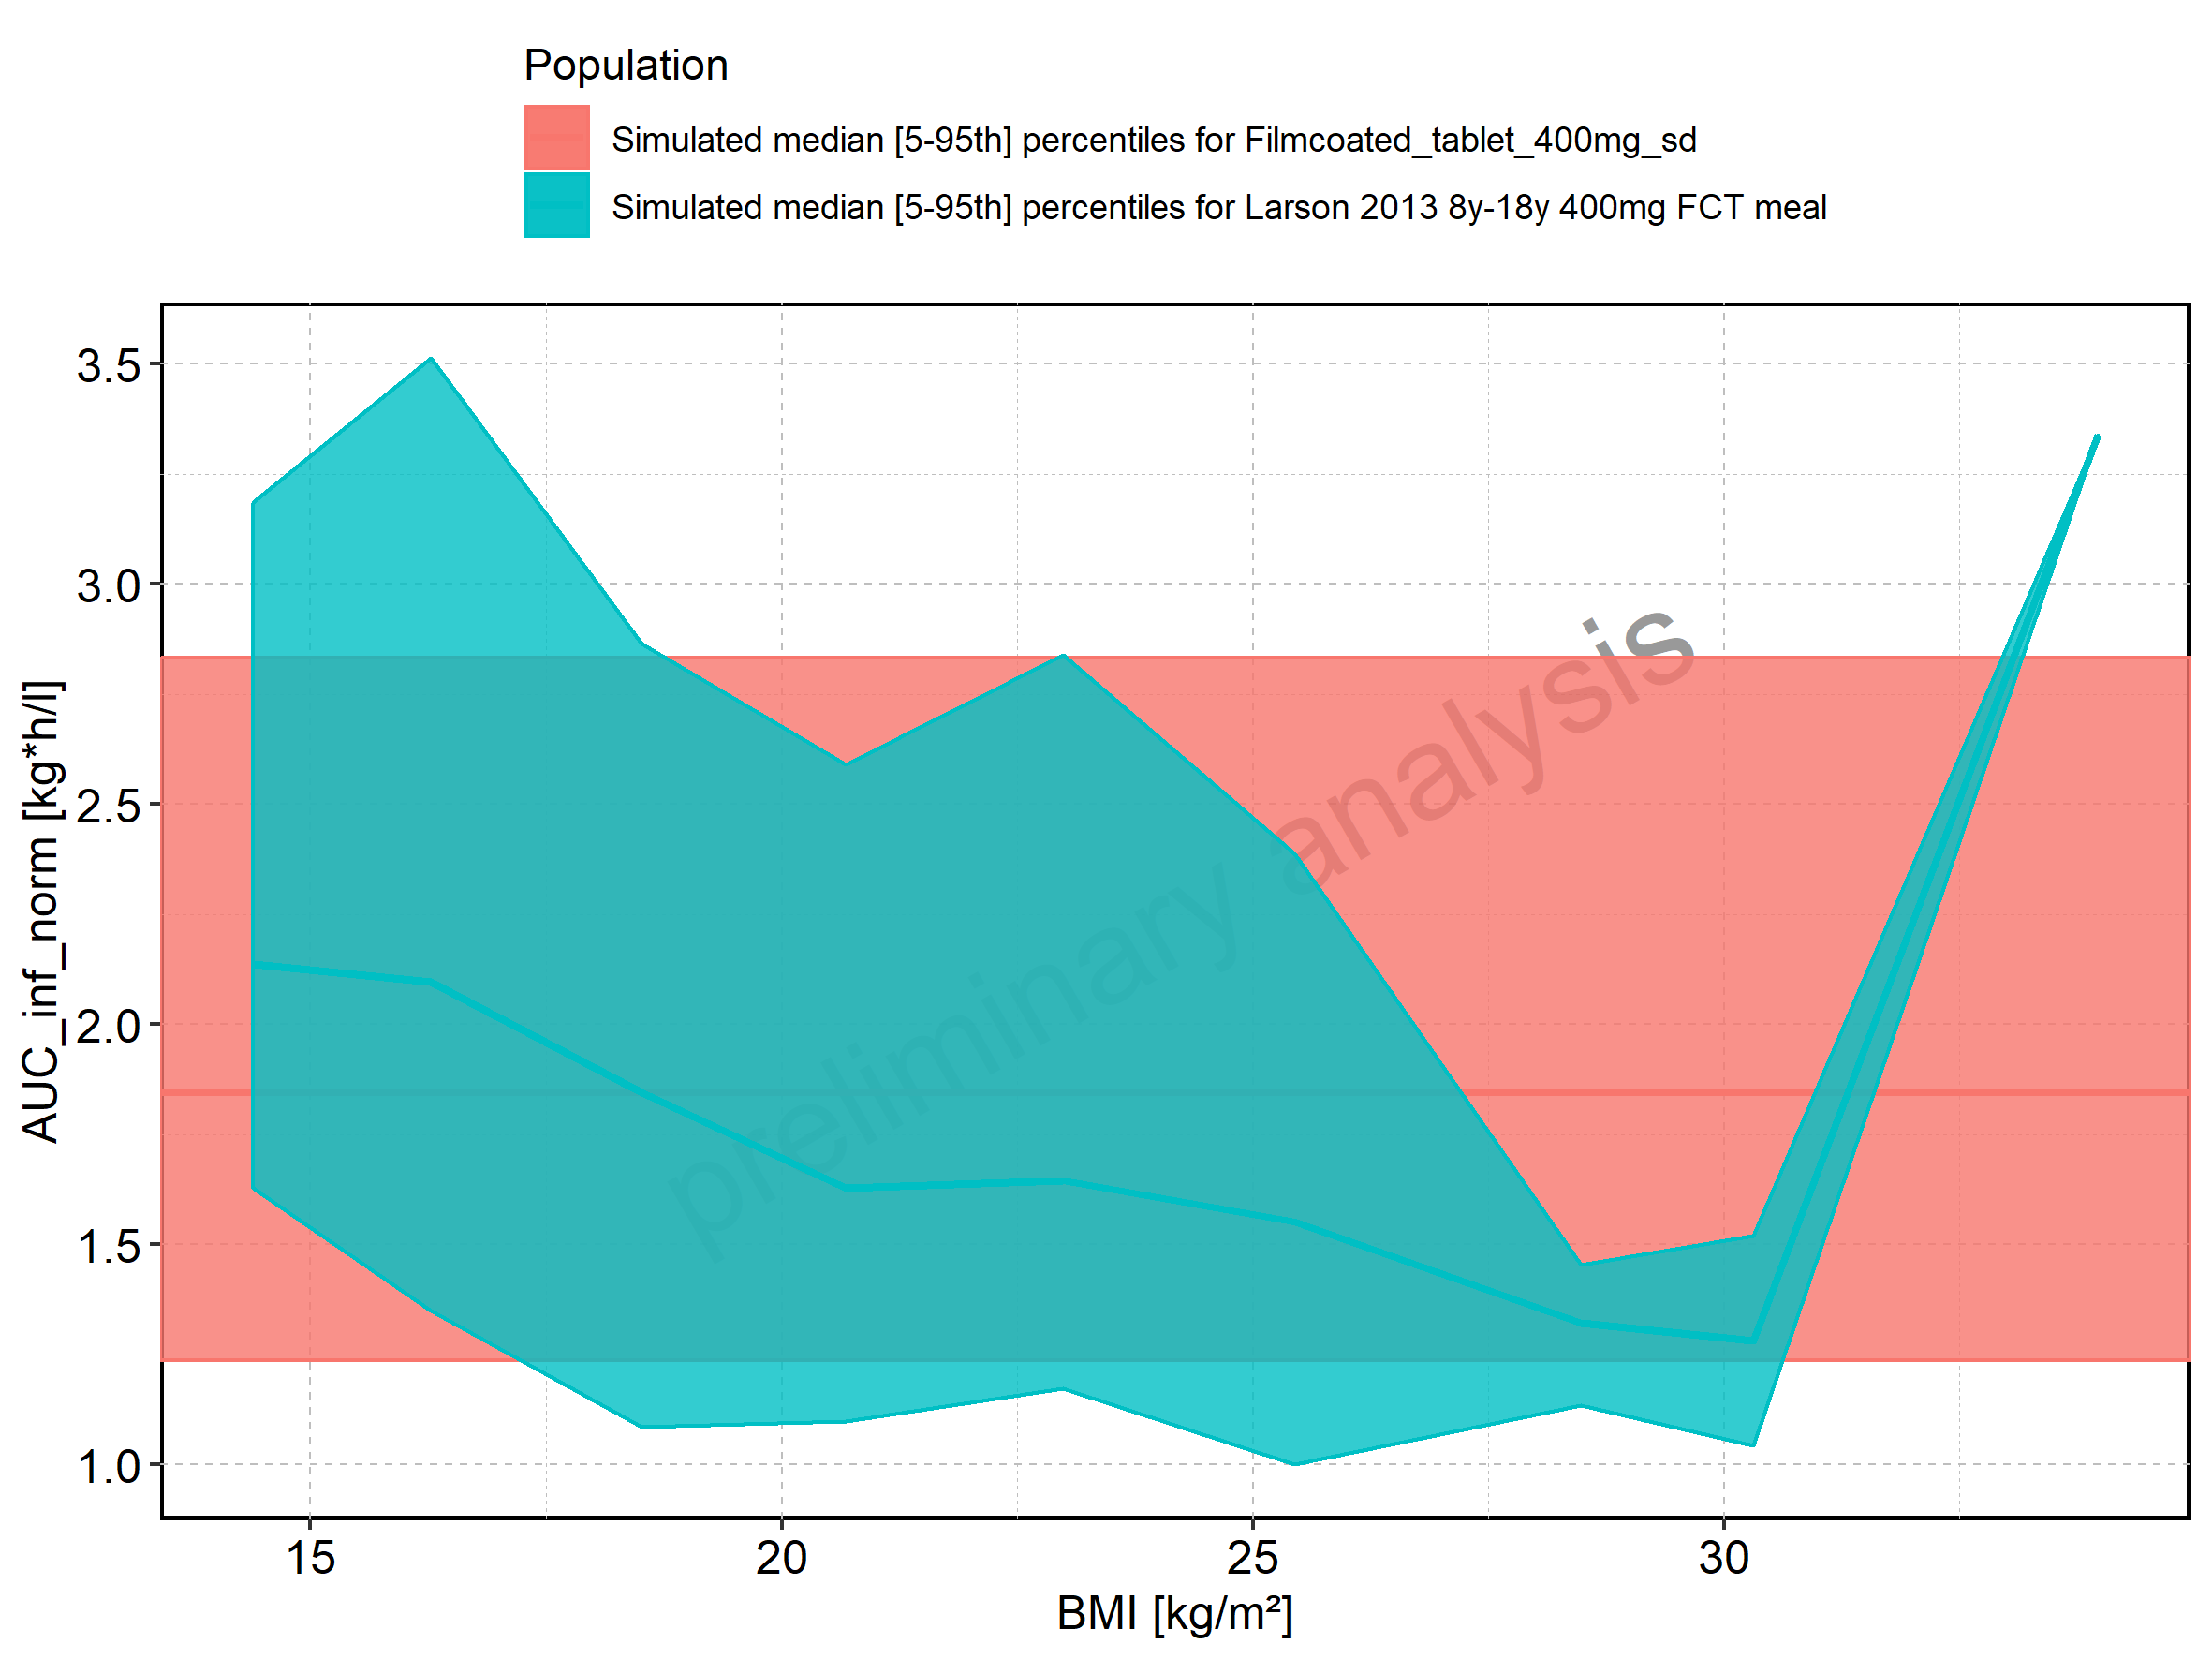 Population
Simulated median [5-95th] percentiles for Filmcoated_tablet_400mg_sd
Simulated median [5-95th] percentiles for Larson 2013 8y-18y 400mg FCT meal
3.5
3.0
2.5
2.0
1.5
1.0
AUC_inf_norm [kg*h/l]
preliminary analysis
15 20 25 30
BMI [kg/m²]